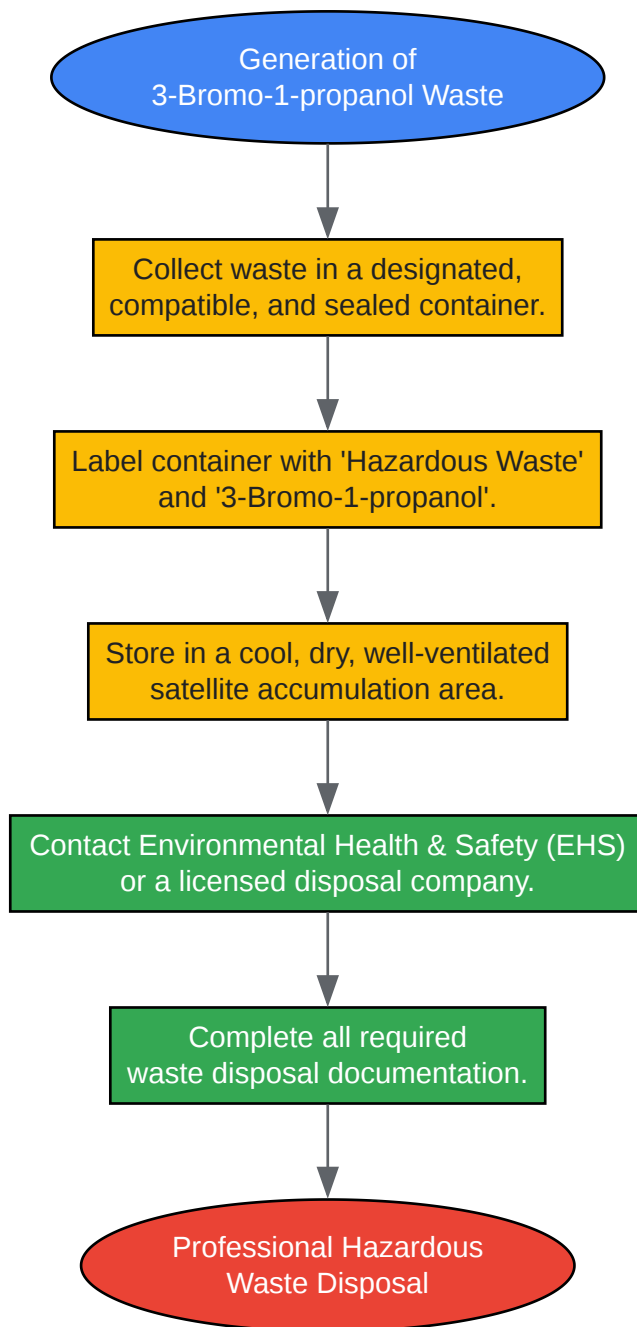 Generation of
3-Bromo-1-propanol Waste
Collect waste in a designated,
compatible, and sealed container.
Label container with 'Hazardous Waste'
and '3-Bromo-1-propanol'.
Store in a cool, dry, well-ventilated
satellite accumulation area.
Contact Environmental Health & Safety (EHS)
or a licensed disposal company.
Complete all required
waste disposal documentation.
Professional Hazardous
Waste Disposal